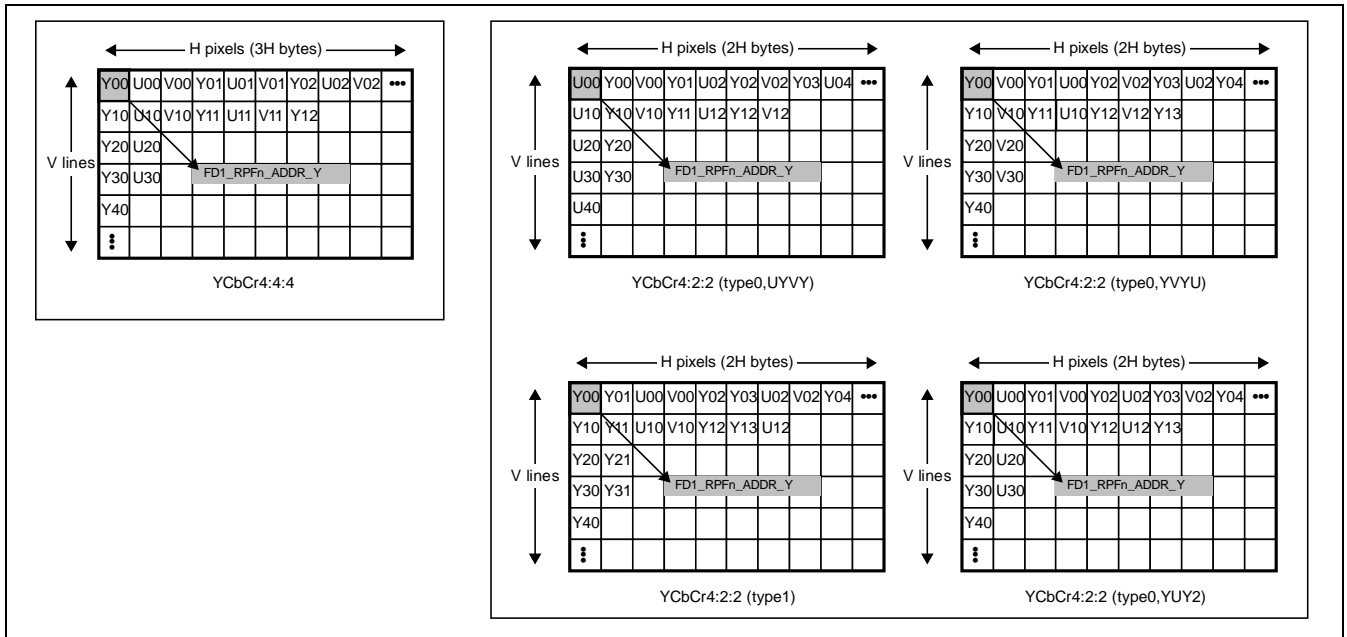 H pixels (3H bytes)
V lines
Y00 U00 V00 Y01 U01 V01 Y02 U02 V02 •••
Y10 U10 V10 Y11 U11 V11 Y12
Y20 U20
Y30 U30
Y40
FD1_RPFn_ADDR_Y
YCbCr4:4:4
H pixels (2H bytes)
V lines
U00 Y00 V00 Y01 U02 Y02 V02 Y03 U04 •••
U10 Y10 V10 Y11 U12 Y12 V12
U20 Y20
U30 Y30
U40
FD1_RPFn_ADDR_Y
YCbCr4:2:2 (type0,UYVY)
H pixels (2H bytes)
V lines
Y00 V00 Y01 U00 Y02 V02 Y03 U02 Y04 •••
Y10 V10 Y11 U10 Y12 V12 Y13
Y20 V20
Y30 V30
Y40
FD1_RPFn_ADDR_Y
YCbCr4:2:2 (type0,YVYU)
H pixels (2H bytes)
V lines
Y00 Y01 U00 V00 Y02 Y03 U02 V02 Y04 •••
Y10 Y11 U10 V10 Y12 Y13 U12
Y20 Y21
Y30 Y31
Y40
FD1_RPFn_ADDR_Y
YCbCr4:2:2 (type1)
H pixels (2H bytes)
V lines
Y00 U00 Y01 V00 Y02 U02 Y03 V02 Y04 •••
Y10 U10 Y11 V10 Y12 U12 Y13
Y20 U20
Y30 U30
Y40
FD1_RPFn_ADDR_Y
YCbCr4:2:2 (type0,YUY2)